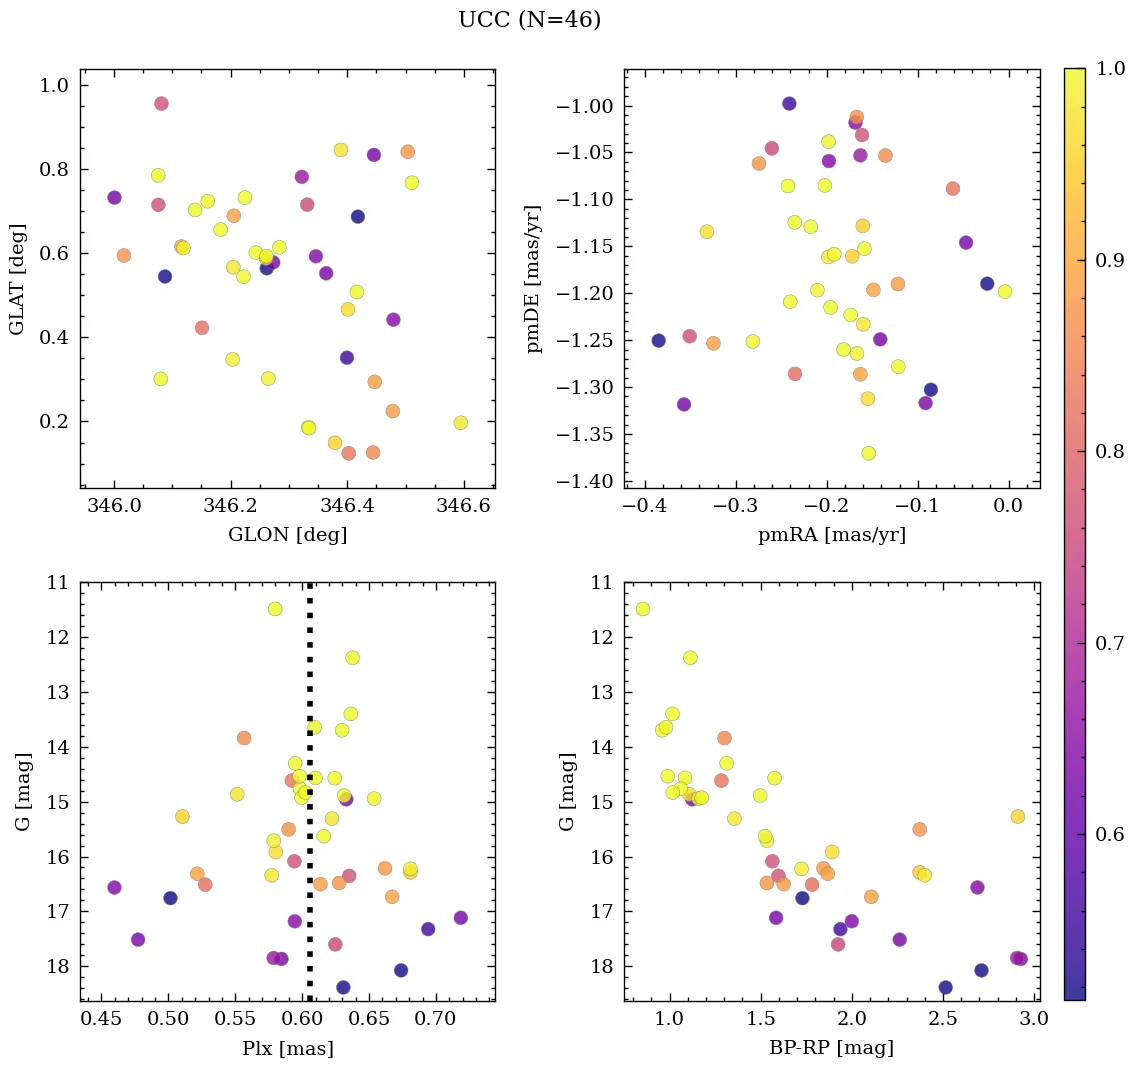 UCC (N=46)
1.0
0.8
0.6
0.4
0.2
GLAT [deg]
346.0 346.2 346.4 346.6
GLON [deg]
−1.00
−1.05
−1.10
−1.15
−1.20
−1.25
−1.30
−1.35
−1.40
pmDE [mas/yr]
−0.4 −0.3 −0.2 −0.1 0.0
pmRA [mas/yr]
1.0
0.9
0.8
0.7
0.6
11
12
13
14
15
16
17
18
G [mag]
0.45 0.50 0.55 0.60 0.65 0.70
Plx [mas]
11
12
13
14
15
16
17
18
G [mag]
1.0 1.5 2.0 2.5 3.0
BP-RP [mag]